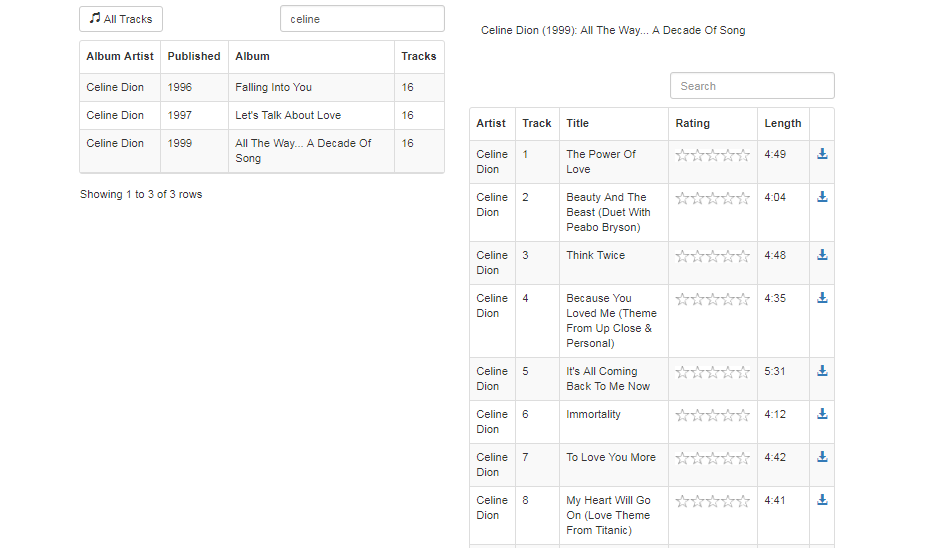 All Tracks
celine
Album Artist Published Album Tracks
Celine Dion 1996 Falling Into You 16
Celine Dion 1997 Let's Talk About Love 16
Celine Dion 1999 All The Way... A Decade Of 16
Song
Showing 1 to 3 of 3 rows
Celine Dion (1999): All The Way... A Decade Of Song
Search
Artist Track Title Rating Length
Celine 1 The Power Of 4:49
Dion Love
Celine 2 Beauty And The 4:04
Dion Beast (Duet With
Peabo Bryson)
Celine 3 Think Twice 4:48
Dion
Celine 4 Because You 4:35
Dion Loved Me (Theme
From Up Close &
Personal)
Celine 5 It's All Coming 5:31
Dion Back To Me Now
Celine 6 Immortality 4:12
Dion
Celine 7 To Love You More 4:42
Dion
Celine 8 My Heart Will Go 4:41
Dion On (Love Theme
From Titanic)